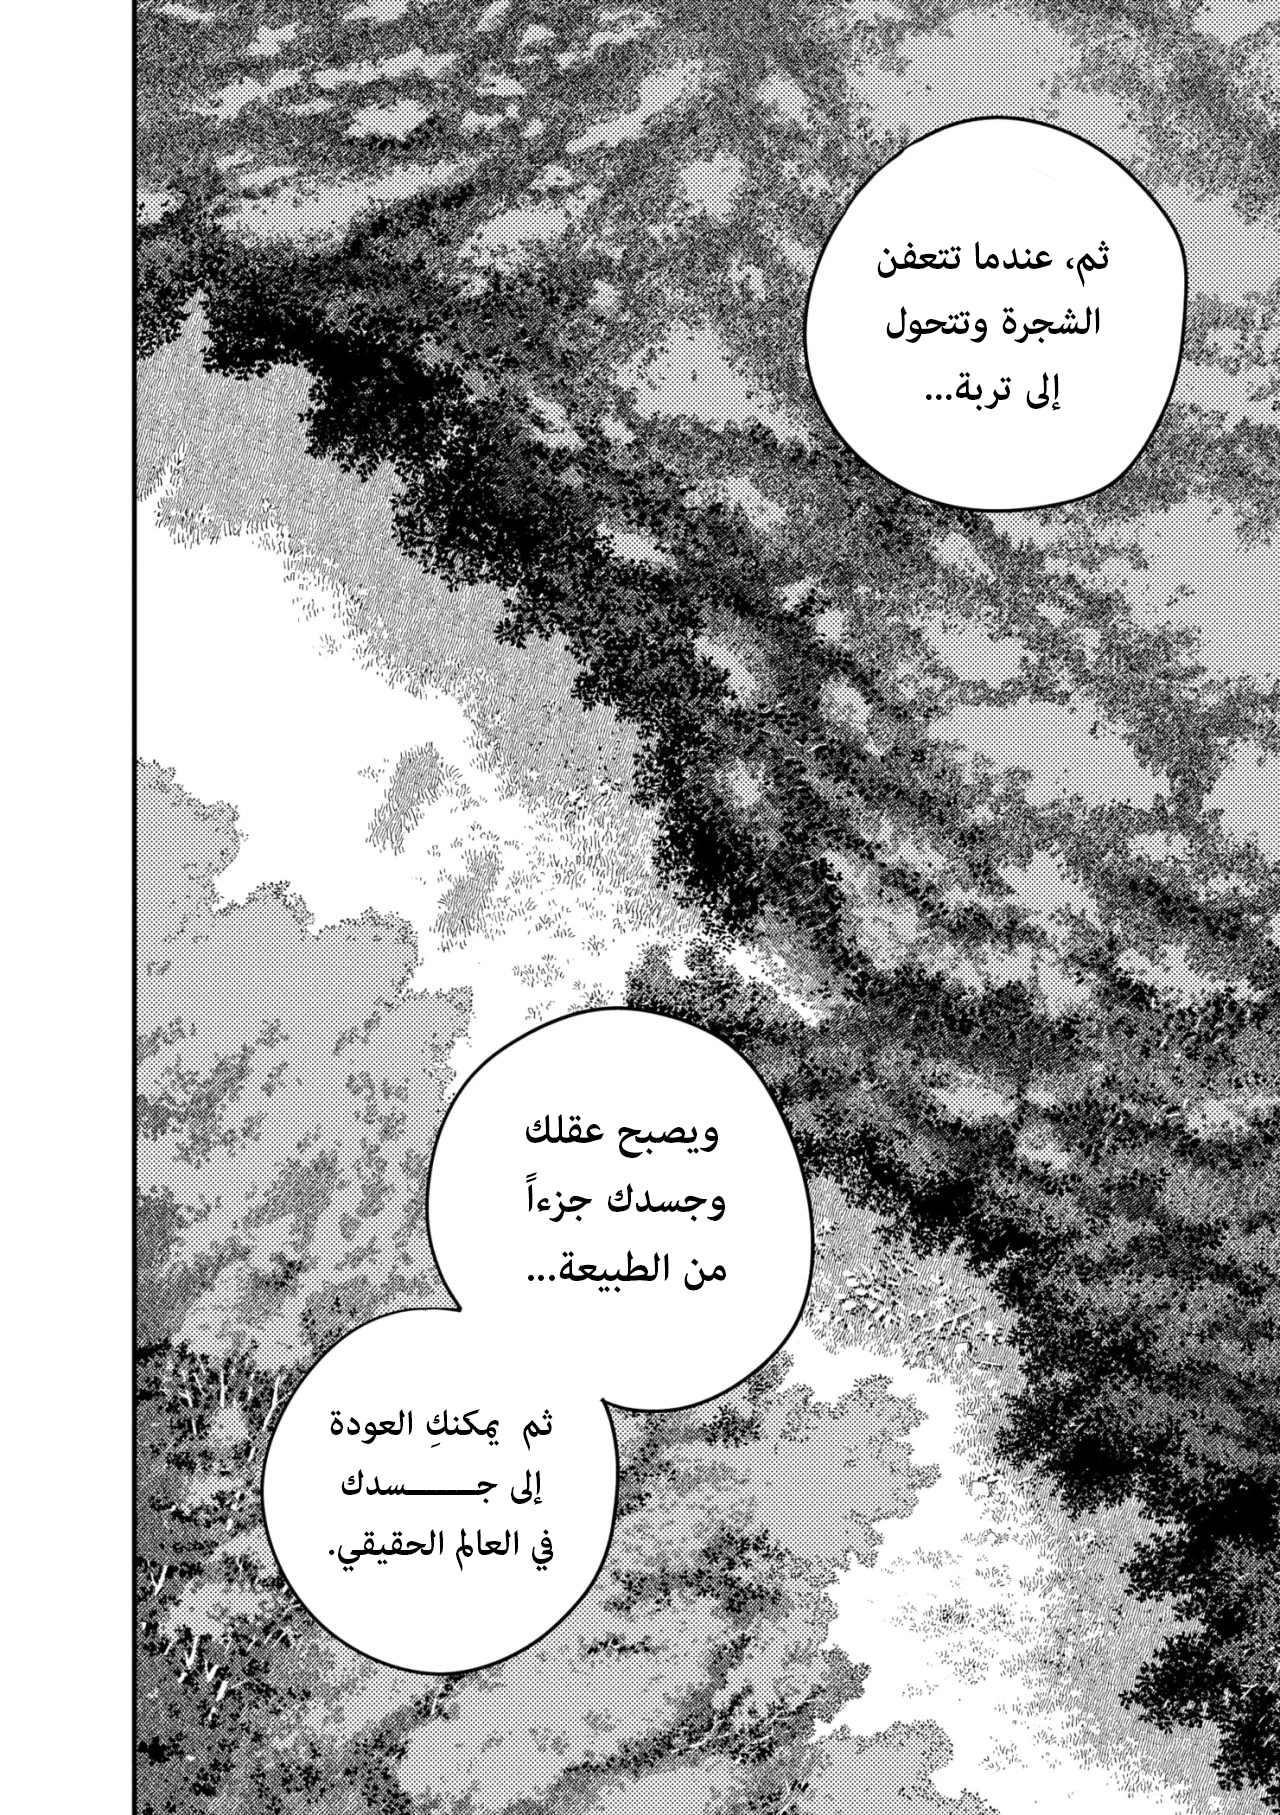 ثم، عندما تتعفن
الشجرة وتتحول
إلى تربة...
ويصبح عقلك
وجسدك جزءاً
من الطبيعة...
ثم يمكنكِ العودة
إلى جـــــسدك
في العالم الحقيقي.